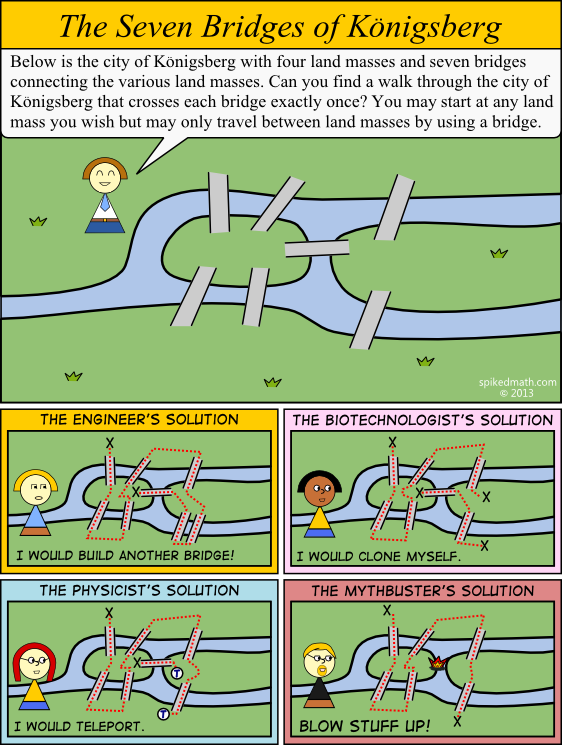 The Seven Bridges of Königsberg
Below is the city of Königsberg with four land masses and seven bridges
connecting the various land masses. Can you find a walk through the city of
Königsberg that crosses each bridge exactly once? You may start at any land
mass you wish but may only travel between land masses by using a bridge.
spikedmath.com
© 2013
THE ENGINEER'S SOLUTION
X
X
I WOULD BUILD ANOTHER BRIDGE!
THE BIOTECHNOLOGIST'S SOLUTION
X
X
X
X
I WOULD CLONE MYSELF.
THE PHYSICIST'S SOLUTION
X
X
T
T
I WOULD TELEPORT.
THE MYTHBUSTER'S SOLUTION
X
X
BLOW STUFF UP!